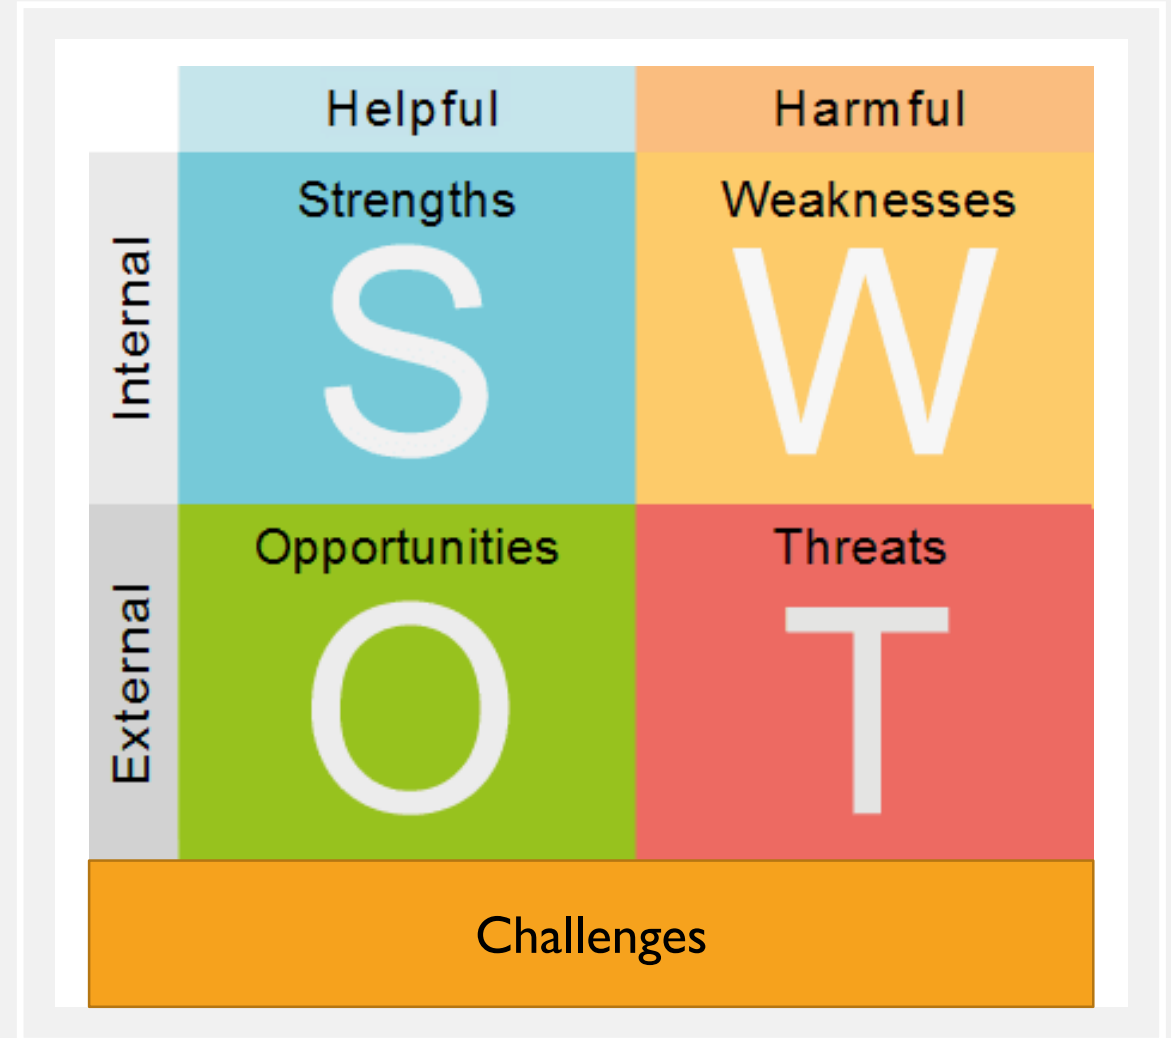 Helpful
Harmful
Internal
Strengths
S
Weaknesses
W
External
Opportunities
O
Threats
T
Challenges